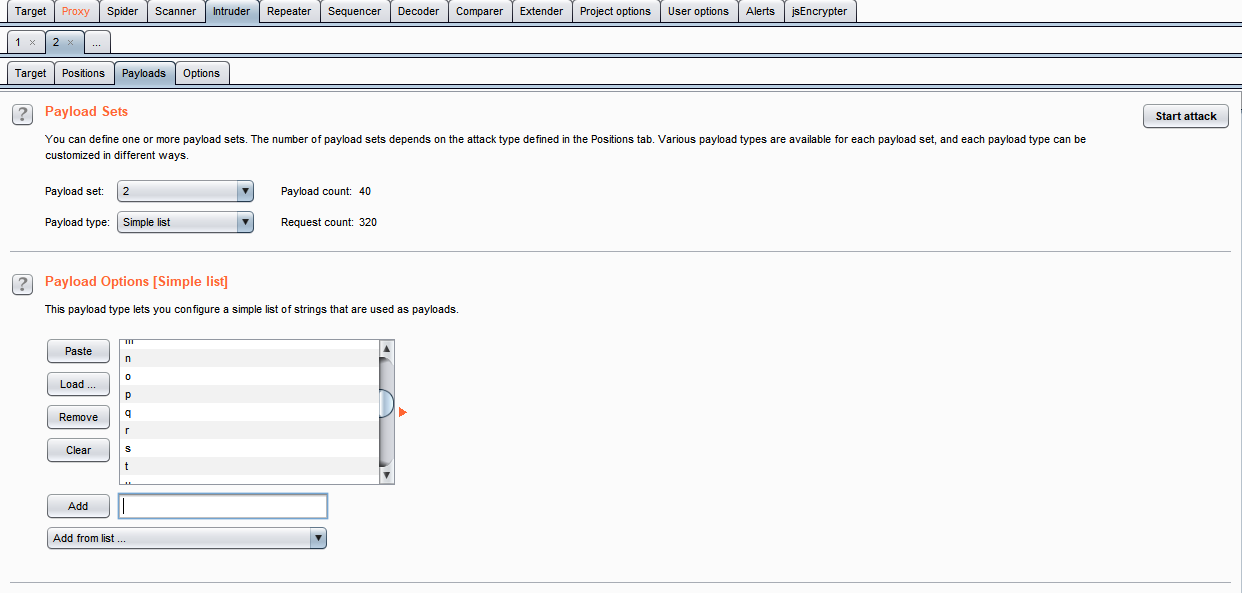 Target Proxy Spider Scanner Intruder Repeater Sequencer Decoder Comparer Extender Project options User options Alerts jsEncrypter
1 × 2 × ...
Target Positions Payloads Options
? Payload Sets
Start attack
You can define one or more payload sets. The number of payload sets depends on the attack type defined in the Positions tab. Various payload types are available for each payload set, and each payload type can be
customized in different ways.
Payload set: 2 Payload count: 40
Payload type: Simple list Request count: 320
? Payload Options [Simple list]
This payload type lets you configure a simple list of strings that are used as payloads.
Paste
Load ...
Remove
Clear
n
o
p
q
r
s
t
Add
Add from list ...